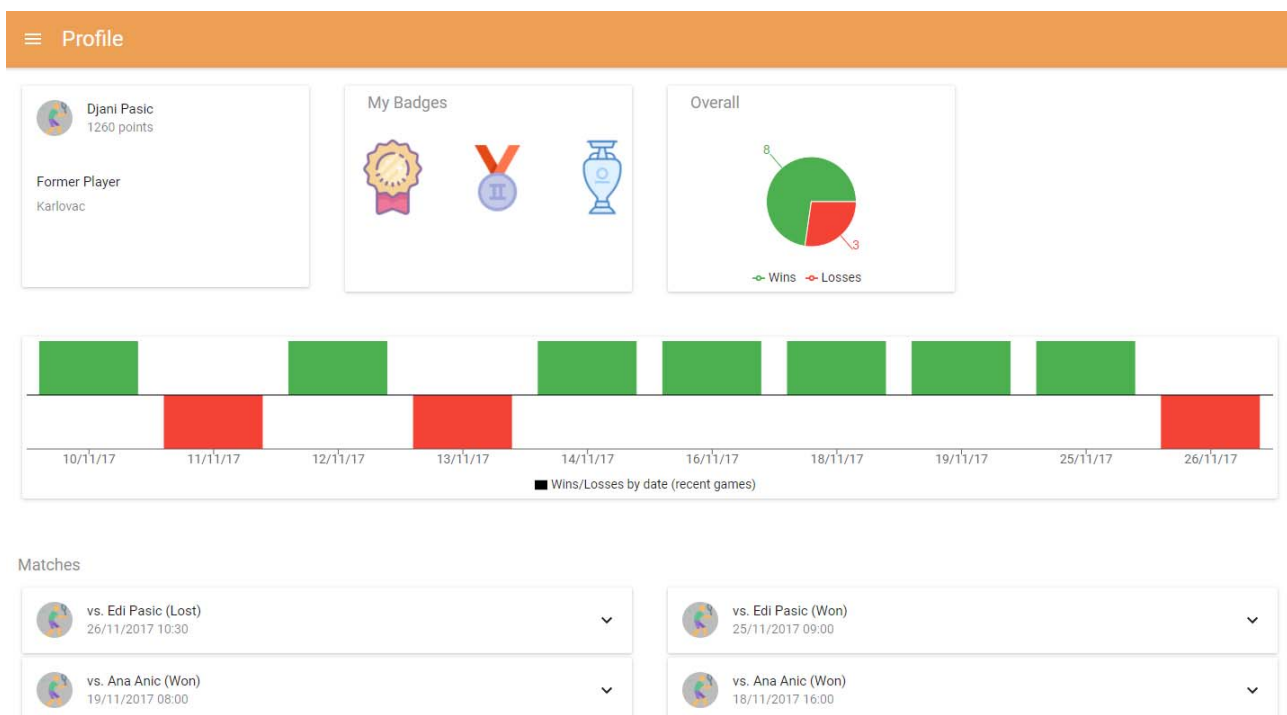 Profile
Djani Pasic
1260 points
Former Player
Karlovac
My Badges
II
Overall
8
3
Wins Losses
10/11/17 11/11/17 12/11/17 13/11/17 14/11/17 16/11/17 18/11/17 19/11/17 25/11/17 26/11/17
Wins/Losses by date (recent games)
Matches
vs. Edi Pasic (Lost)
26/11/2017 10:30
vs. Edi Pasic (Won)
25/11/2017 09:00
vs. Ana Anic (Won)
19/11/2017 08:00
vs. Ana Anic (Won)
18/11/2017 16:00